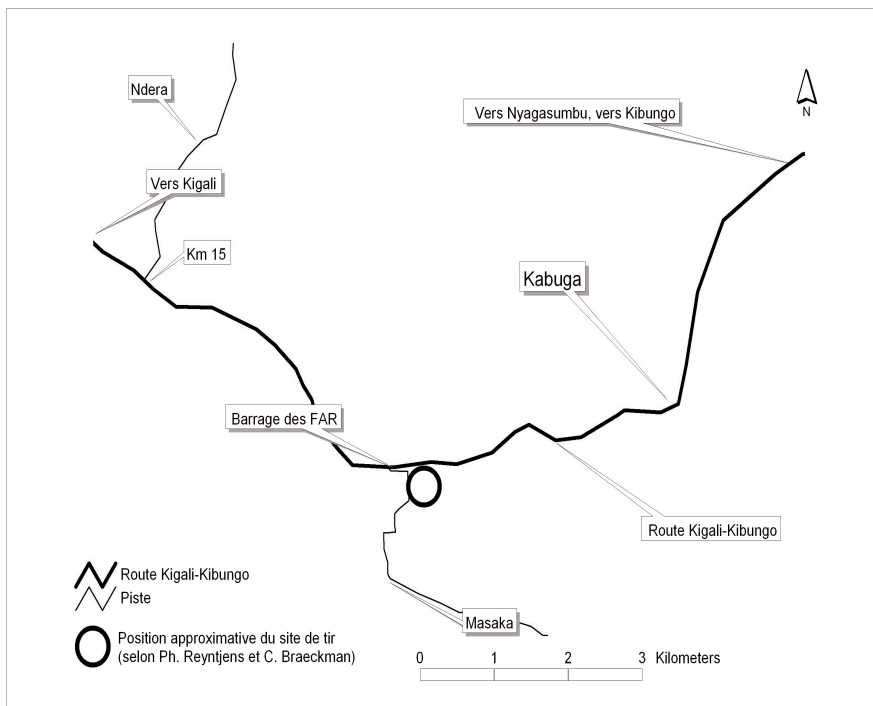 Ndera
Vers Nyagasumbu, vers Kibungo
N
Vers Kigali
Km 15
Kabuga
Barrage des FAR
Route Kigali-Kibungo
Route Kigali-Kibungo
Piste
Masaka
Position approximative du site de tir
(selon Ph. Reyntjens et C. Braeckman)
0 1 2 3 Kilometers